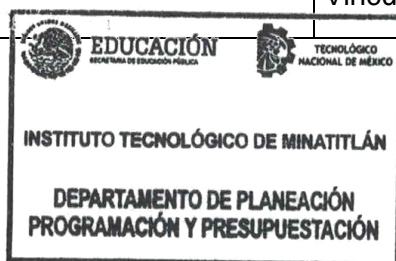 EDUCACIÓN
SECRETARÍA DE EDUCACIÓN PÚBLICA
TECNOLÓGICO
NACIONAL DE MÉXICO
INSTITUTO TECNOLÓGICO DE MINATITLÁN
DEPARTAMENTO DE PLANEACIÓN
PROGRAMACIÓN Y PRESUPUESTACIÓN